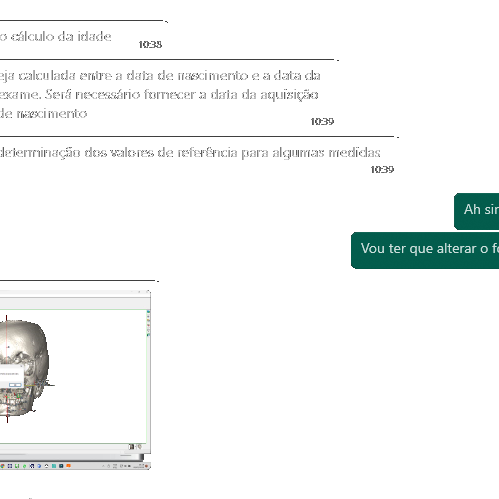 o cálculo da idade
10:38
eja calculada entre a data de nascimento e a data da
exame. Será necessário fornecer a data da aquisição
de nascimento
10:39
determinação dos valores de referência para algumas medidas
10:39
Ah sim
Vou ter que alterar o fo